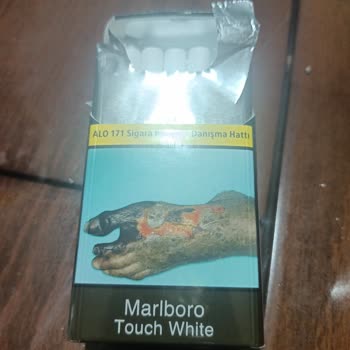 ALO 171 Sigara Danışma Hattı
Marlboro
Touch White